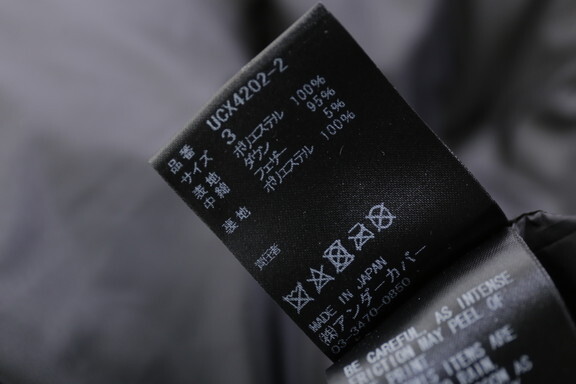 品番 UCX4202-2
サイズ 3
表地 ポリエステル 100%
中綿 ダウン 95%
フェザー 5%
表地 ポリエステル 100%
責任者
MADE IN JAPAN
㈱アンダーカバー
03-3470-0850
BE CAREFUL, AS INTENSE
FRICTION MAY PEEL OF
ITEMS ARE